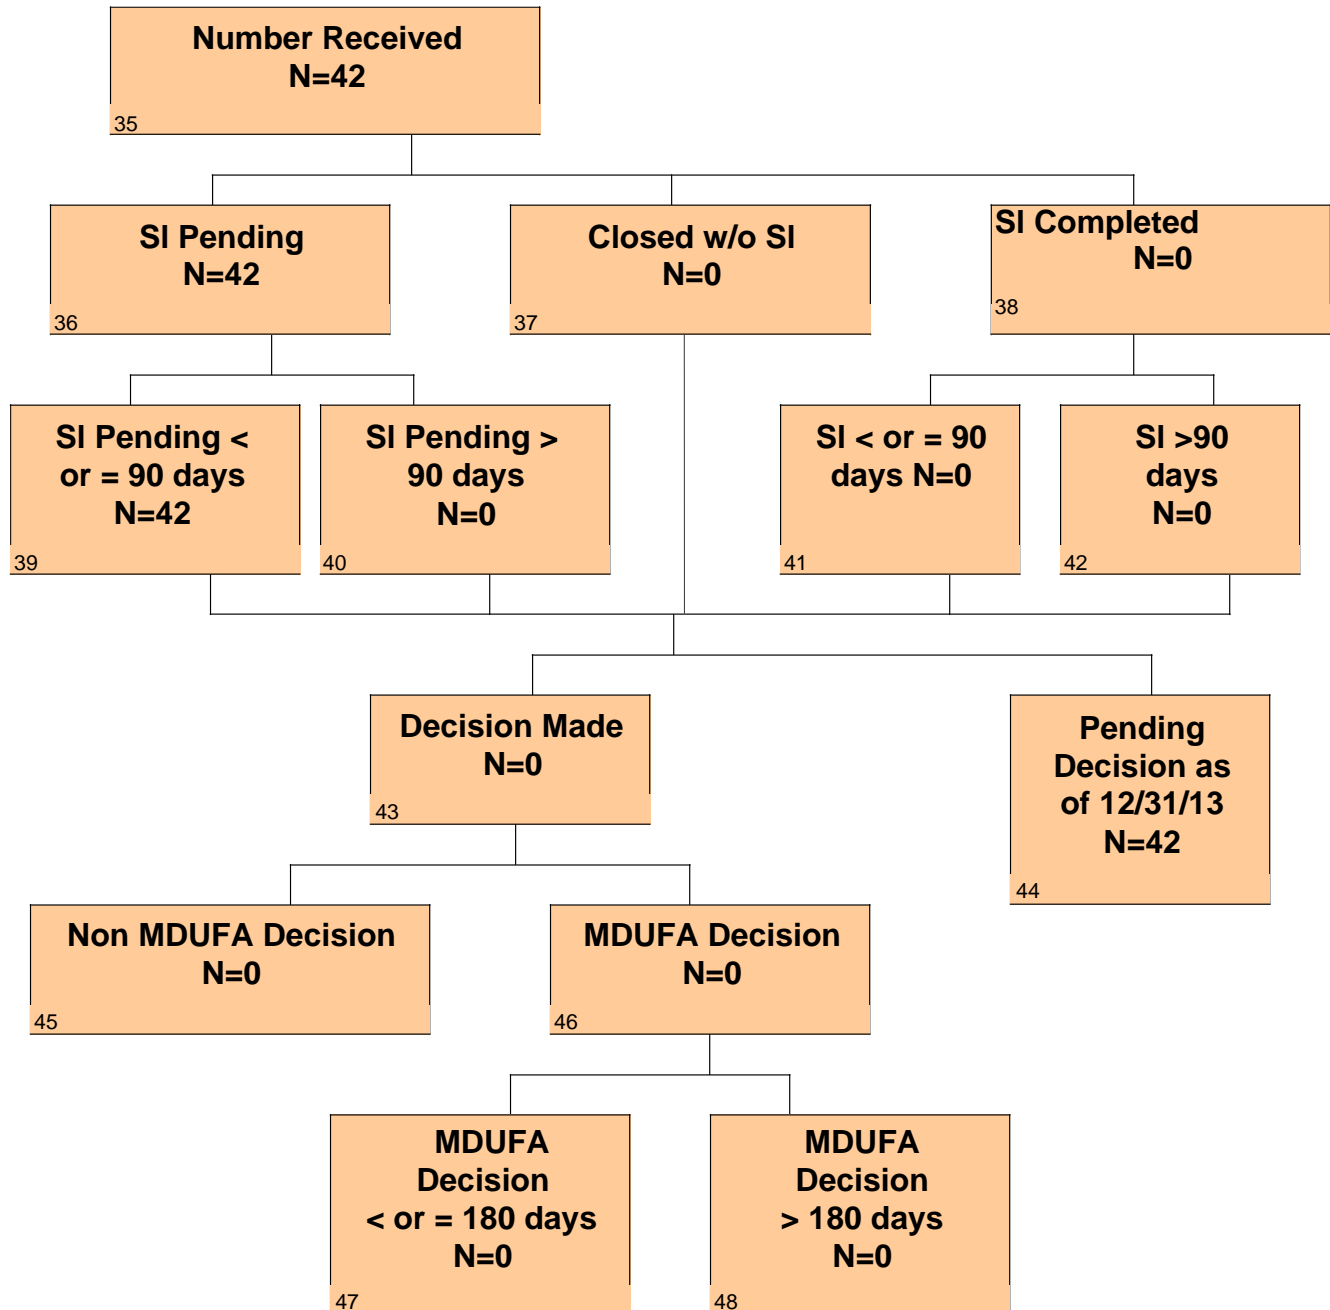 Number Received
N=42
35
SI Pending
N=42
36
Closed w/o SI
N=0
37
SI Completed
N=0
38
SI Pending <
or = 90 days
N=42
39
SI Pending >
90 days
N=0
40
SI < or = 90
days N=0
41
SI >90
days
N=0
42
Decision Made
N=0
43
Pending
Decision as
of 12/31/13
N=42
44
Non MDUFA Decision
N=0
45
MDUFA Decision
N=0
46
MDUFA
Decision
< or = 180 days
N=0
47
MDUFA
Decision
> 180 days
N=0
48